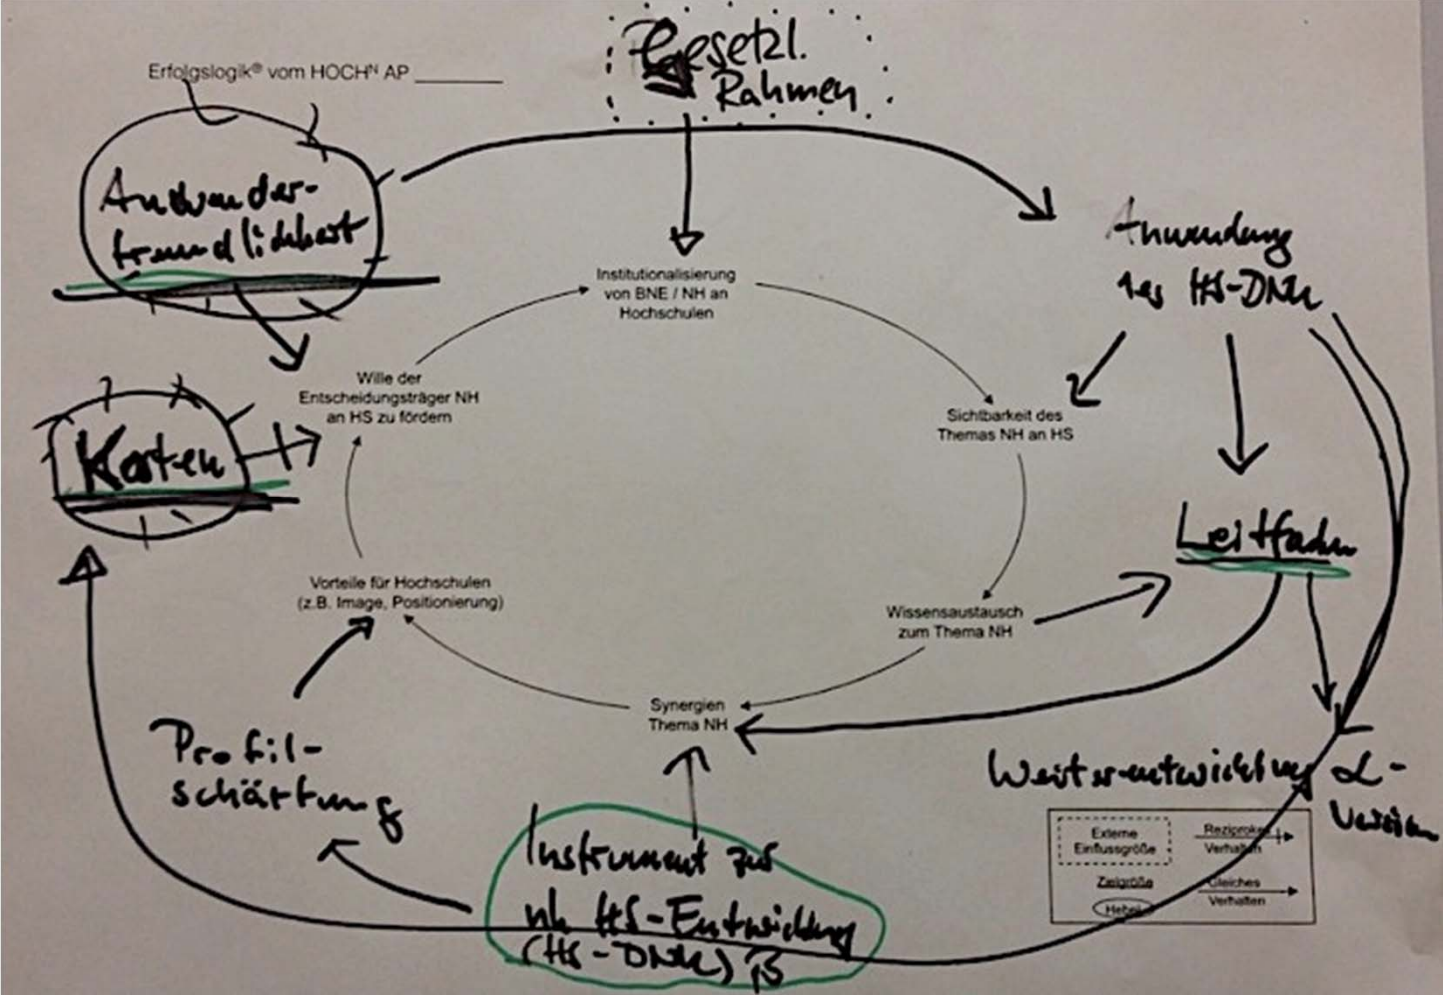 Erfolgslogik® vom HOCHᴺ AP ________
Gesetzl.
Rahmen
Anwender-
freundlichkeit
Anwendung
des HS-DNK
Institutionalisierung
von BNE / NH an
Hochschulen
Wille der
Entscheidungsträger NH
an HS zu fördern
Sichtbarkeit des
Themas NH an HS
Kosten
Leitfaden
Vorteile für Hochschulen
(z.B. Image, Positionierung)
Wissensaustausch
zum Thema NH
Synergien
Thema NH
Profil-
schärfung
Weiterentwicklung α-
Version
Instrument zur
nh HS-Entwicklung
(HS-DNK) β
Externe
Einflussgröße
Reziprokes
Verhalten
Zielgröße
Gleiches
Verhalten
Hebel